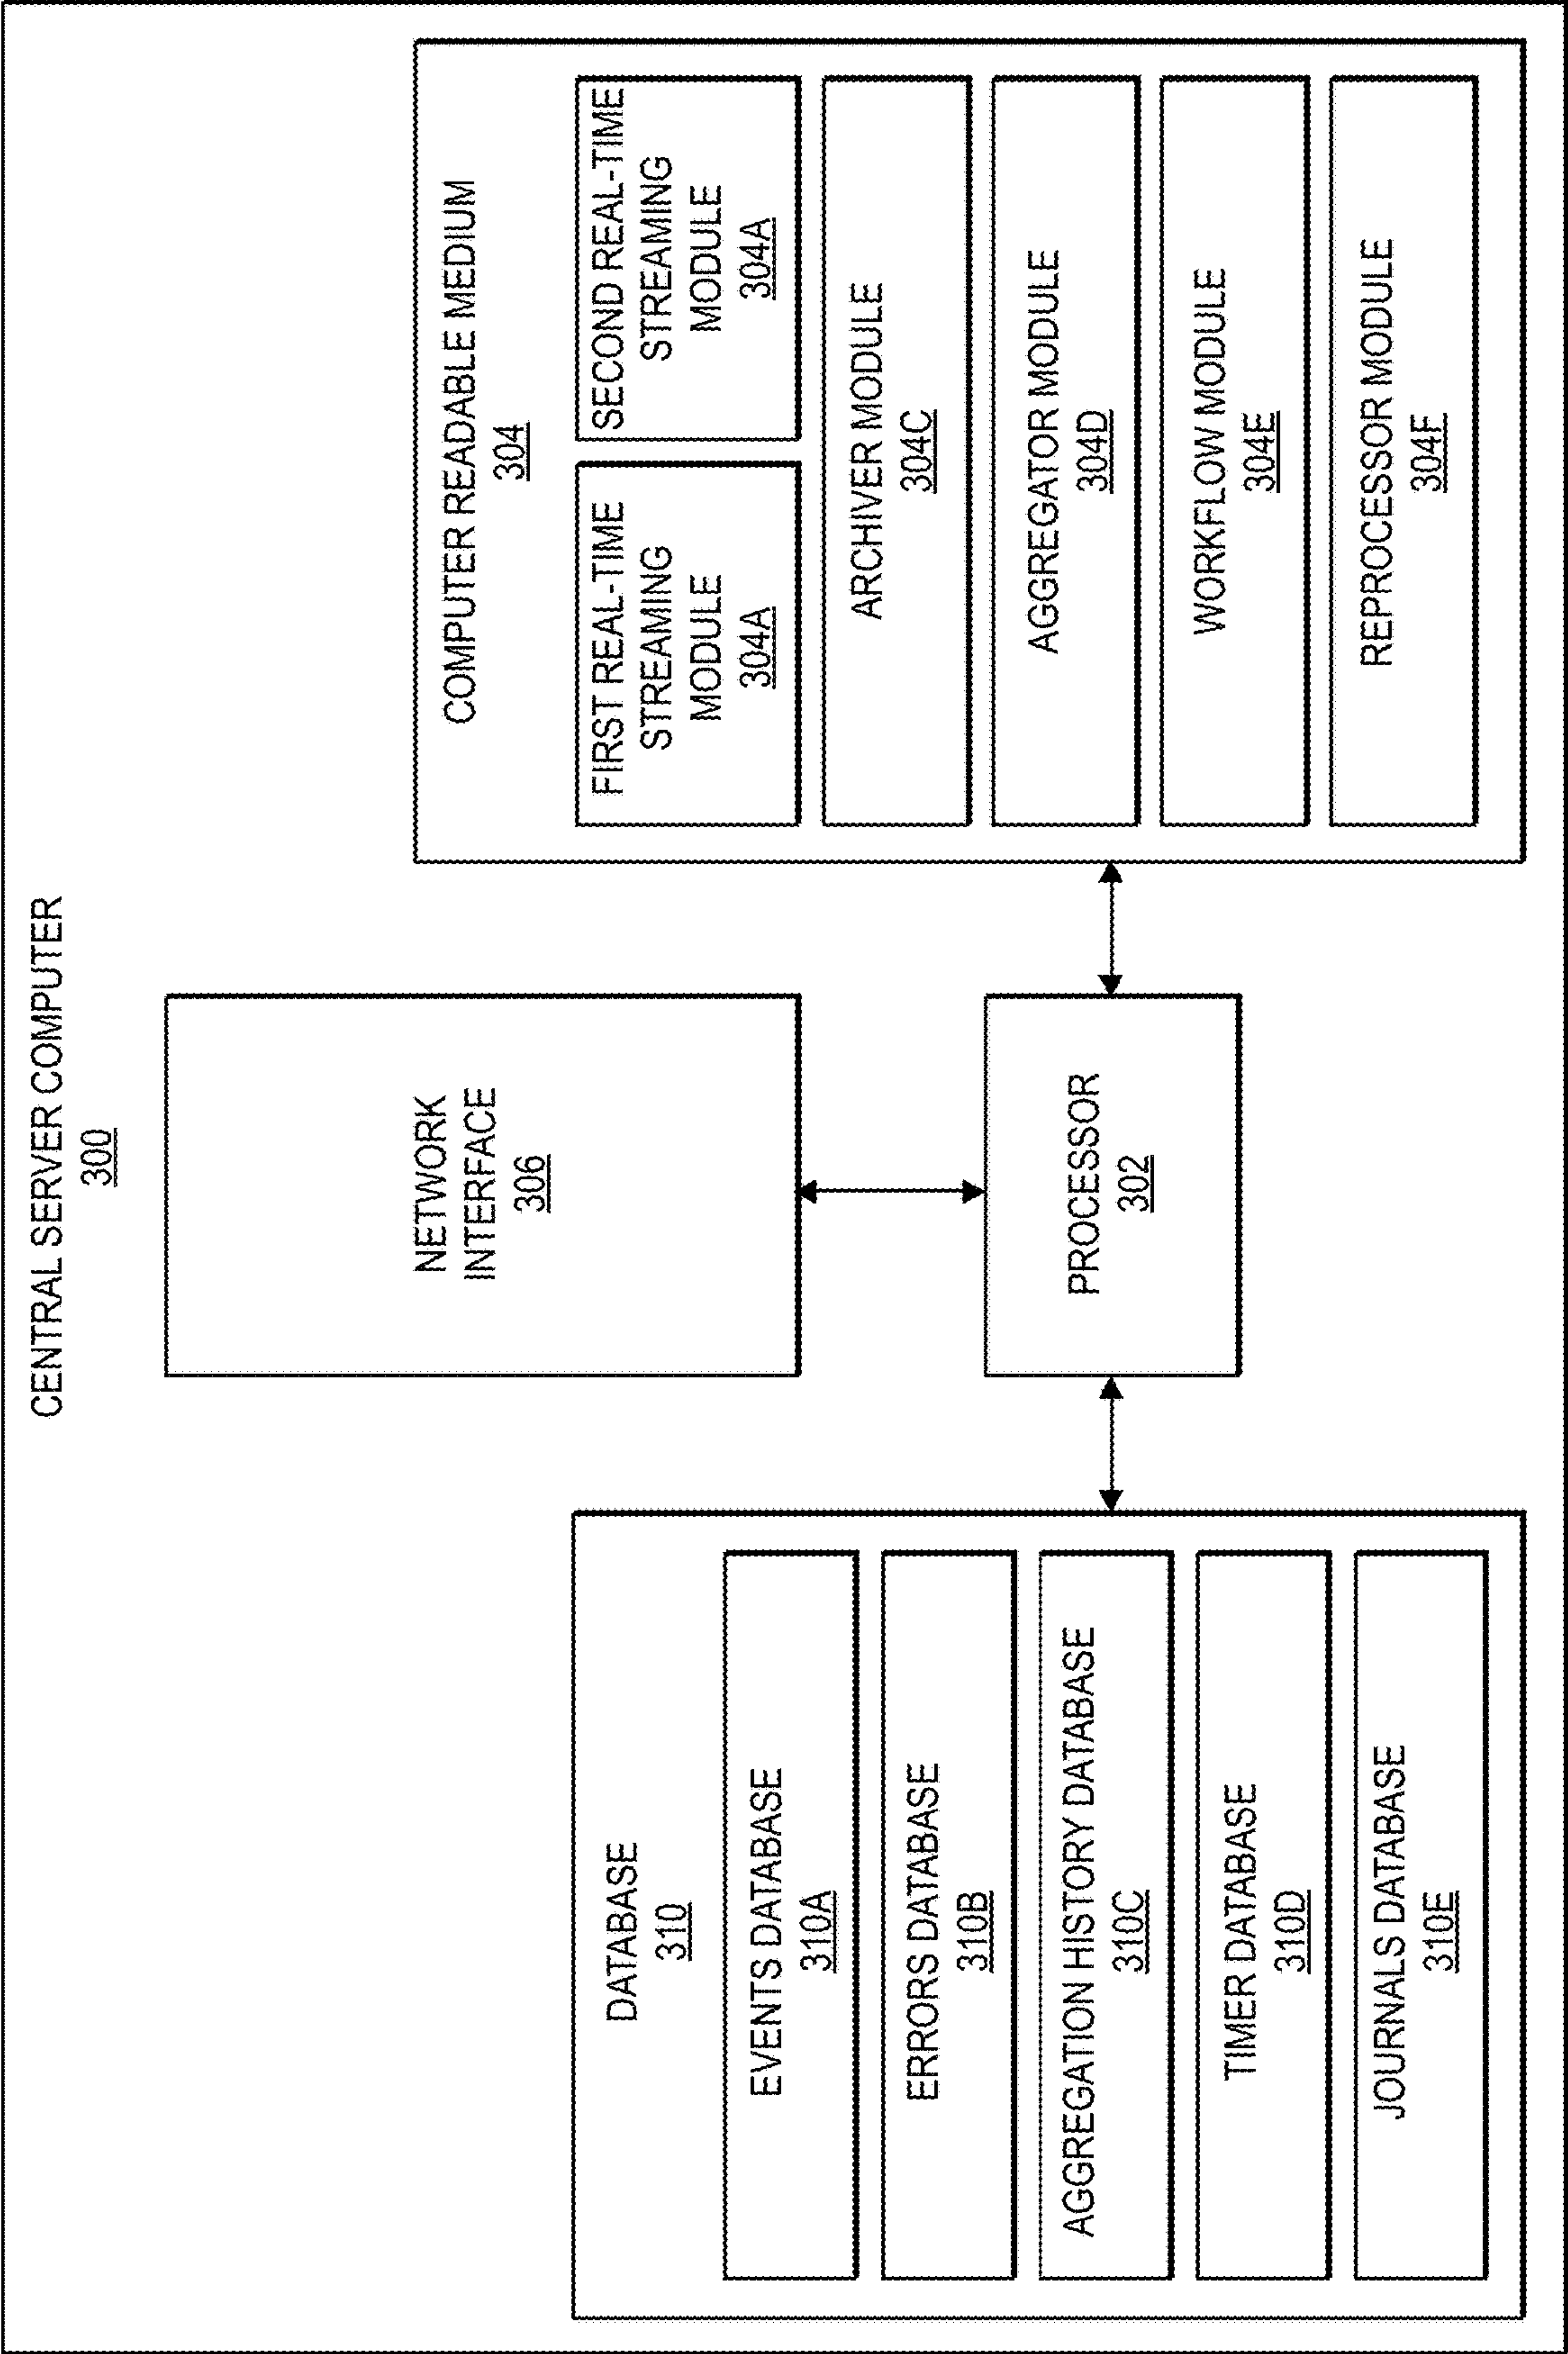 CENTRAL SERVER COMPUTER
300
DATABASE
310
EVENTS DATABASE
310A
ERRORS DATABASE
310B
AGGREGATION HISTORY DATABASE
310C
TIMER DATABASE
310D
JOURNALS DATABASE
310E
NETWORK
INTERFACE
306
PROCESSOR
302
COMPUTER READABLE MEDIUM
304
FIRST REAL-TIME
STREAMING
MODULE
304A
SECOND REAL-TIME
STREAMING
MODULE
304A
ARCHIVER MODULE
304C
AGGREGATOR MODULE
304D
WORKFLOW MODULE
304E
REPROCESSOR MODULE
304F